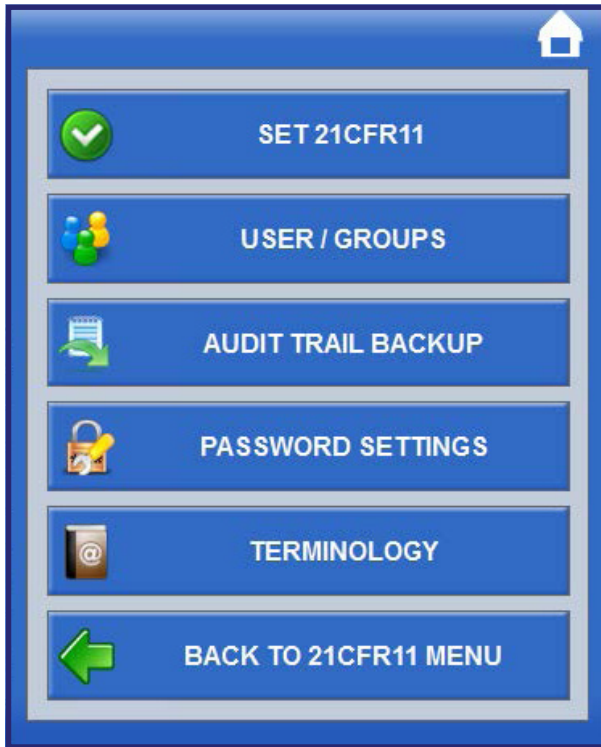 SET 21CFR11
USER / GROUPS
AUDIT TRAIL BACKUP
PASSWORD SETTINGS
@
TERMINOLOGY
BACK TO 21CFR11 MENU